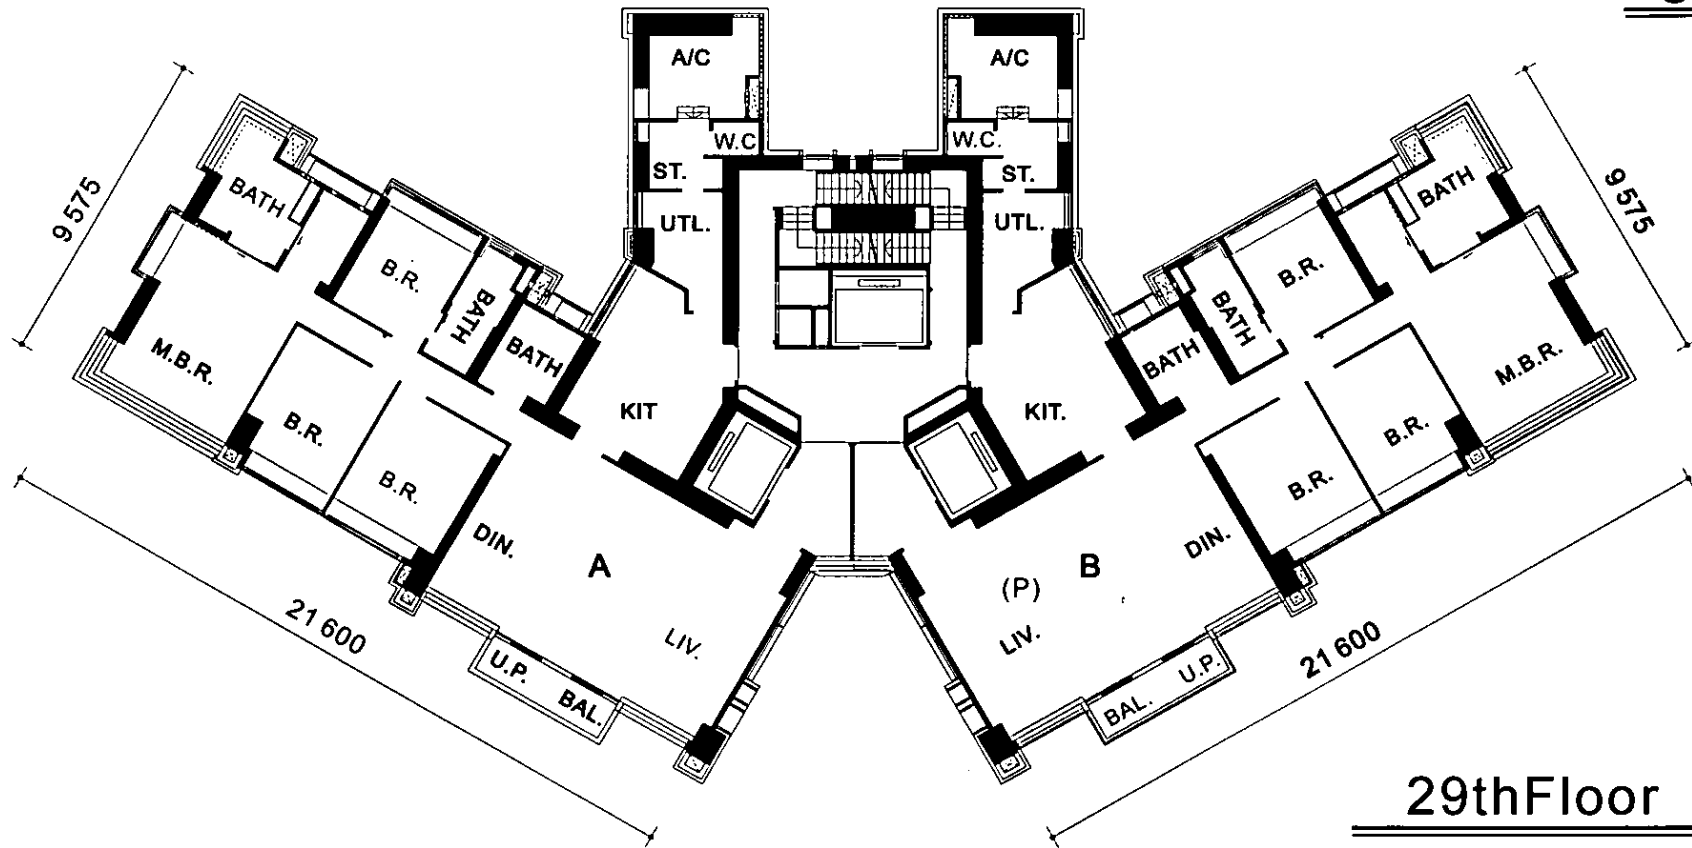 A/C
A/C
W.C
W.C.
ST.
ST.
UTL.
UTL.
9 575
9 575
BATH
BATH
B.R.
B.R.
BATH
BATH
BATH
BATH
M.B.R.
M.B.R.
KIT
KIT.
B.R.
B.R.
B.R.
B.R.
DIN.
DIN.
A
B
(P)
LIV.
LIV.
21 600
21 600
U.P.
U.P.
BAL.
BAL.
29thFloor